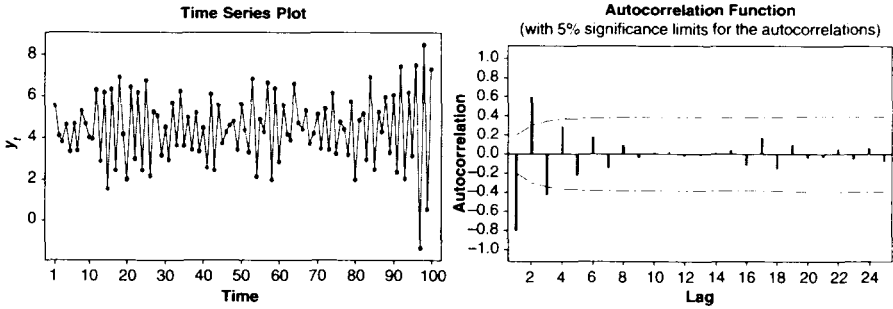 Time Series Plot
8
6
4
2
0
y_t
1 10 20 30 40 50 60 70 80 90 100
Time
Autocorrelation Function
(with 5% significance limits for the autocorrelations)
1.0
0.8
0.6
0.4
0.2
0.0
−0.2
−0.4
−0.6
−0.8
−1.0
Autocorrelation
2 4 6 8 10 12 14 16 18 20 22 24
Lag